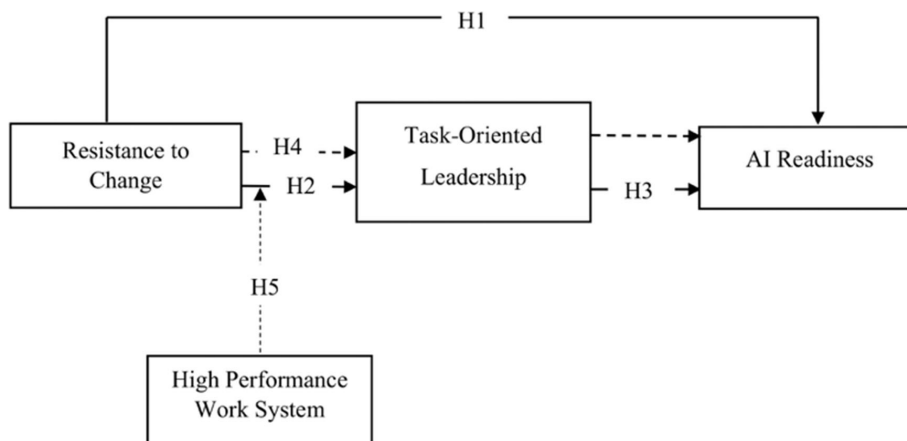 H1
Resistance to
Change
H4
H2
Task-Oriented
Leadership
H3
AI Readiness
H5
High Performance
Work System